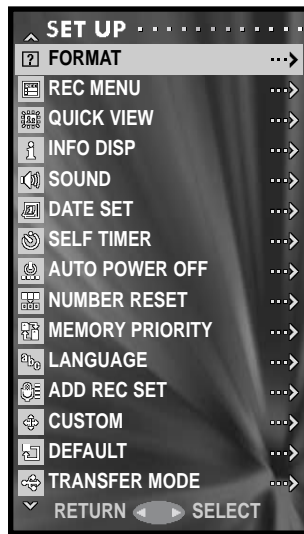 SET UP
FORMAT
REC MENU
QUICK VIEW
INFO DISP
SOUND
DATE SET
SELF TIMER
AUTO POWER OFF
NUMBER RESET
MEMORY PRIORITY
LANGUAGE
ADD REC SET
CUSTOM
DEFAULT
TRANSFER MODE
RETURN SELECT